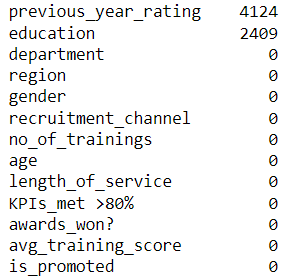 previous_year_rating 4124
education 2409
department 0
region 0
gender 0
recruitment_channel 0
no_of_trainings 0
age 0
length_of_service 0
KPIs_met >80% 0
awards_won? 0
avg_training_score 0
is_promoted 0